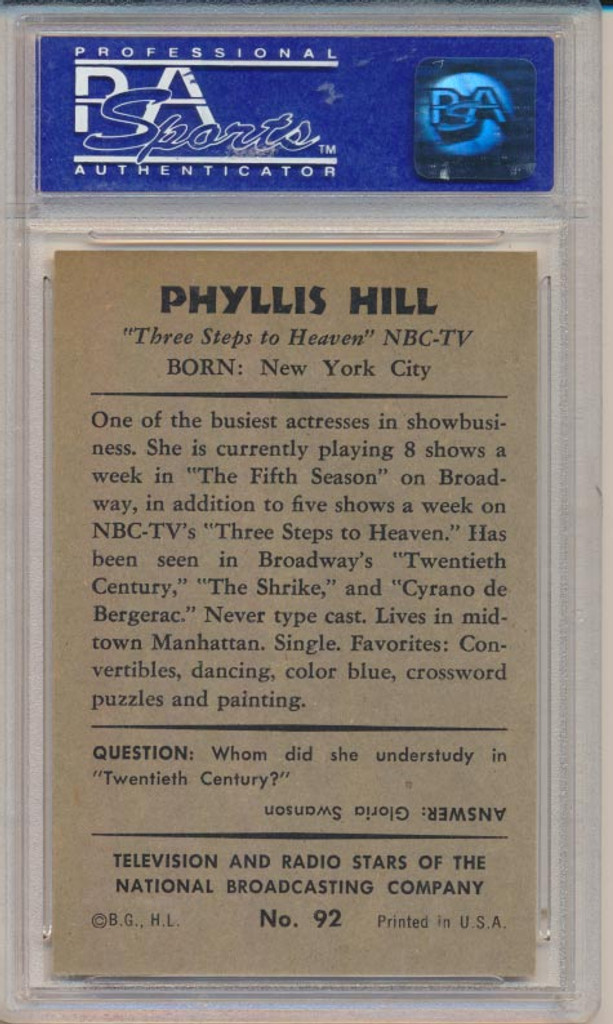 PROFESSIONAL
PSA
Sports™
AUTHENTICATOR
PSA
PHYLLIS HILL
"Three Steps to Heaven" NBC-TV
BORN: New York City
One of the busiest actresses in showbusi-
ness. She is currently playing 8 shows a
week in "The Fifth Season" on Broad-
way, in addition to five shows a week on
NBC-TV's "Three Steps to Heaven." Has
been seen in Broadway's "Twentieth
Century," "The Shrike," and "Cyrano de
Bergerac." Never type cast. Lives in mid-
town Manhattan. Single. Favorites: Con-
vertibles, dancing, color blue, crossword
puzzles and painting.
QUESTION: Whom did she understudy in
"Twentieth Century?"
ANSWER: Gloria Swanson
TELEVISION AND RADIO STARS OF THE
NATIONAL BROADCASTING COMPANY
©B.G., H.L. No. 92 Printed in U.S.A.